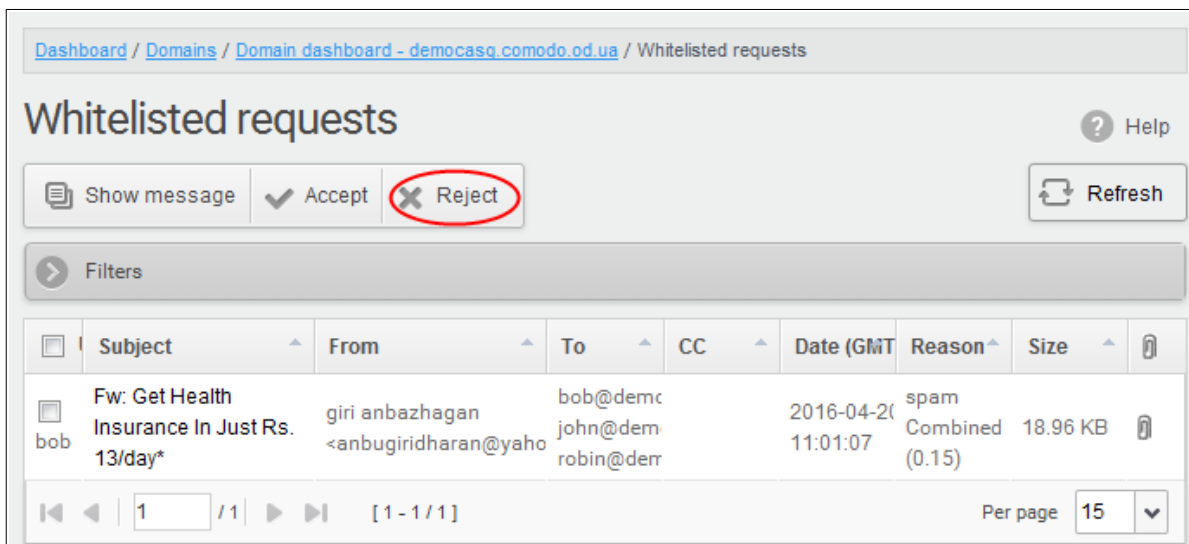 Dashboard / Domains / Domain dashboard - democasg.comodo.od.ua / Whitelisted requests
Whitelisted requests
? Help
Show message Accept Reject
Refresh
Filters
Subject From To CC Date (GMT Reason Size
Fw: Get Health
Insurance In Just Rs.
13/day*
bob
giri anbazhagan
<anbugiridharan@yaho
bob@demo
john@dem
robin@dem
2016-04-20
11:01:07
spam
Combined
(0.15)
18.96 KB
1 / 1 [ 1 - 1 / 1 ] Per page 15